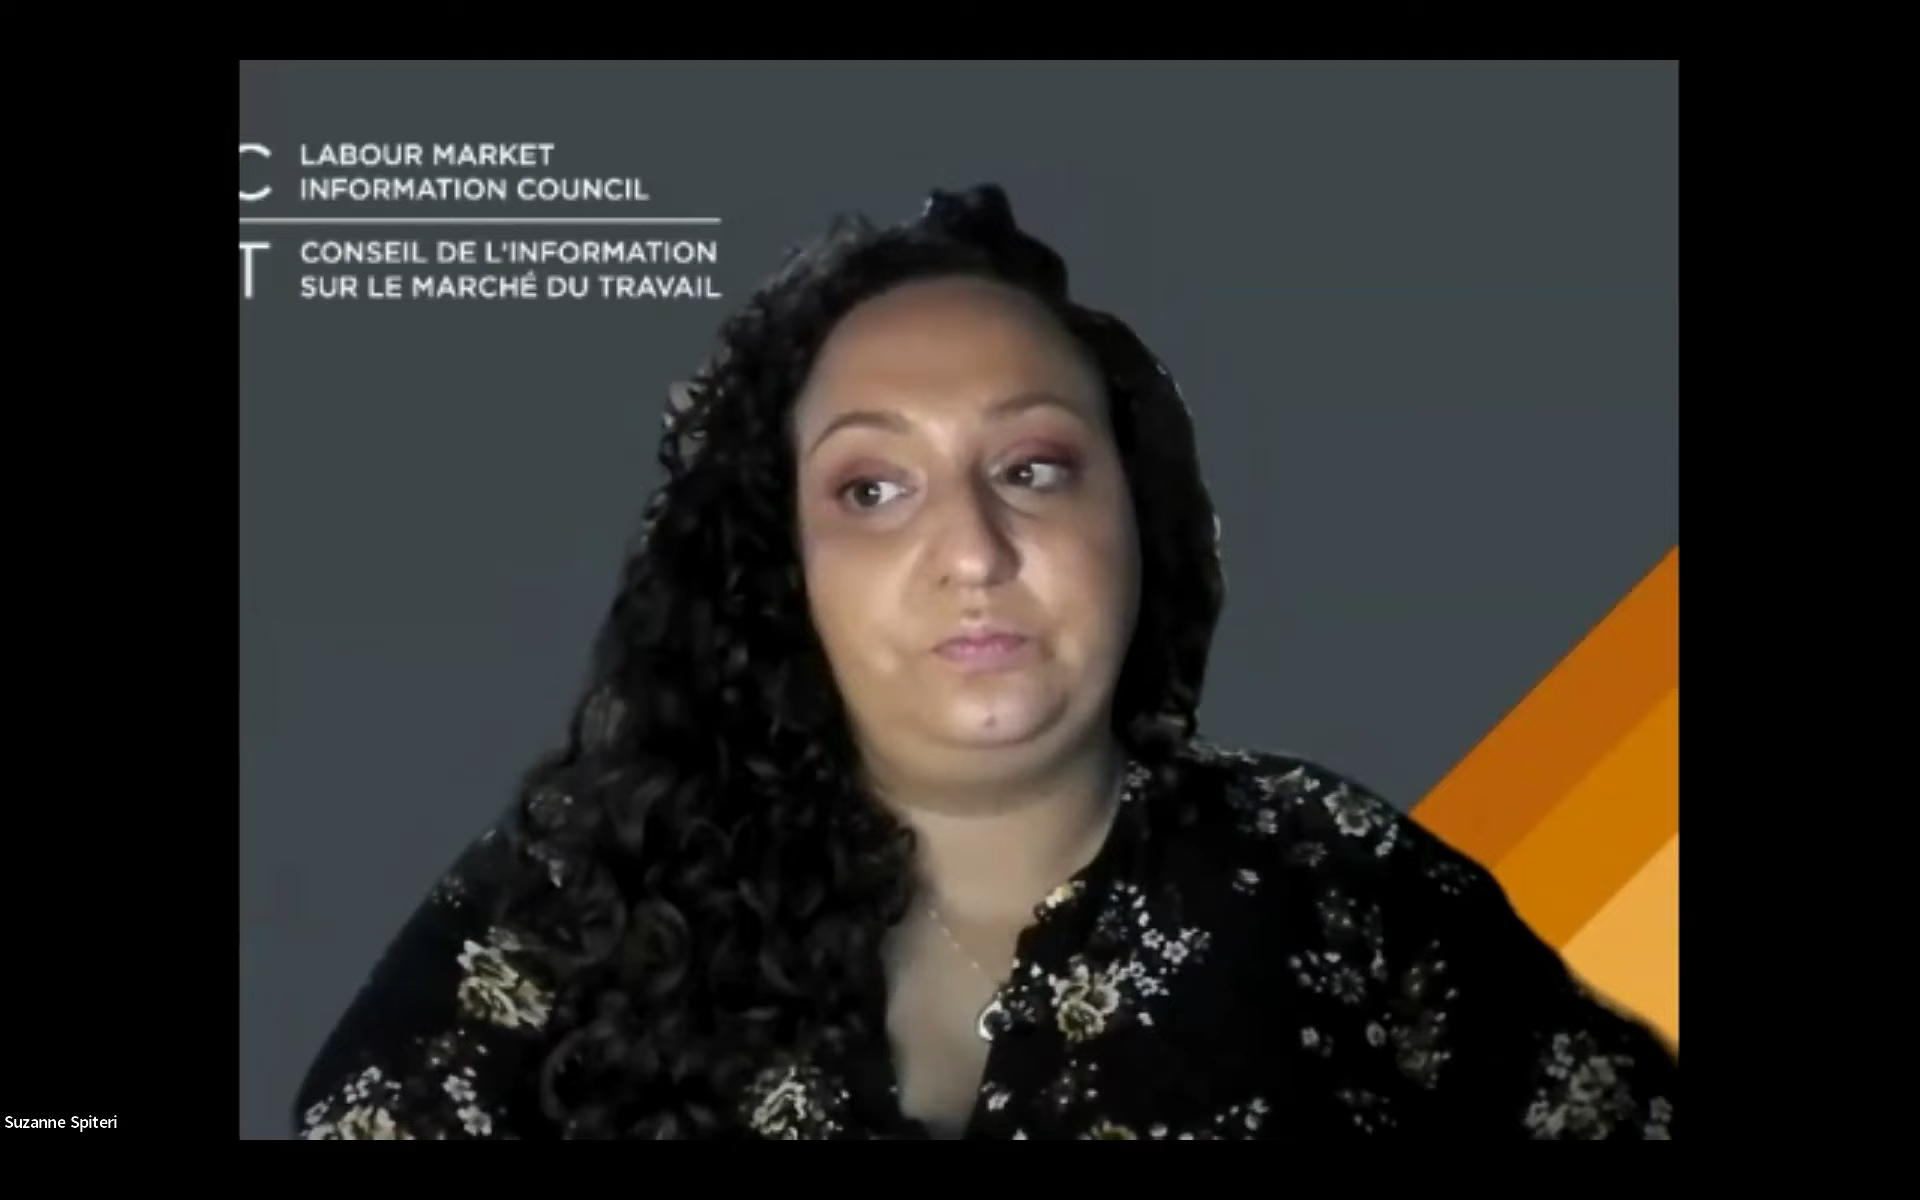 C LABOUR MARKET
INFORMATION COUNCIL
T CONSEIL DE L'INFORMATION
SUR LE MARCHÉ DU TRAVAIL
Suzanne Spiteri